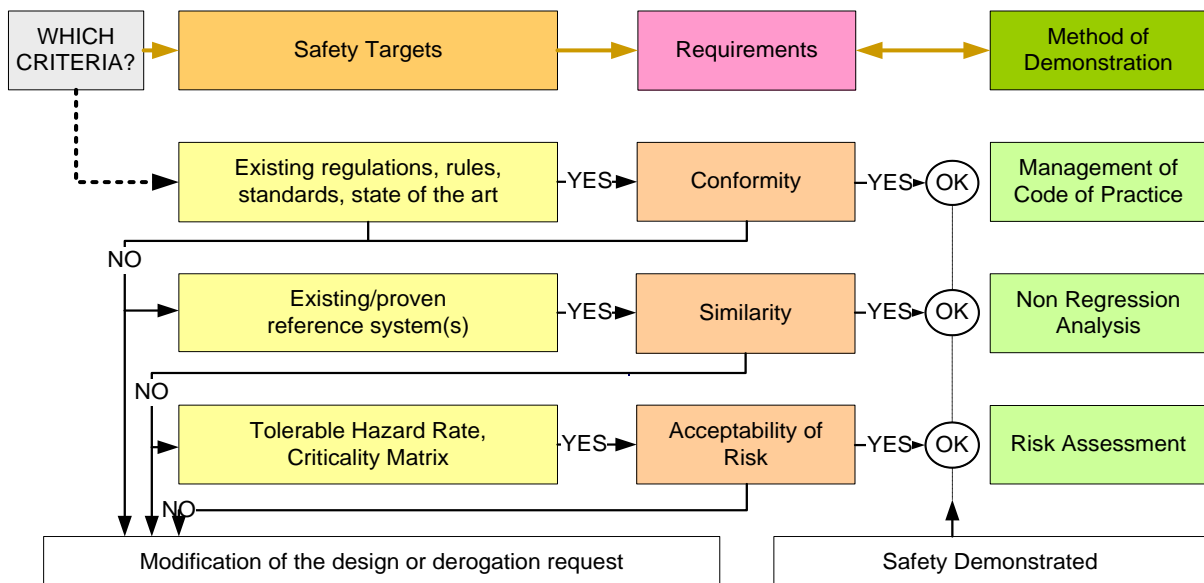 WHICH
CRITERIA?
Safety Targets
Requirements
Method of
Demonstration
Existing regulations, rules,
standards, state of the art
YES
Conformity
YES
OK
Management of
Code of Practice
NO
Existing/proven
reference system(s)
YES
Similarity
YES
OK
Non Regression
Analysis
NO
Tolerable Hazard Rate,
Criticality Matrix
YES
Acceptability of
Risk
YES
OK
Risk Assessment
NO
Modification of the design or derogation request
Safety Demonstrated